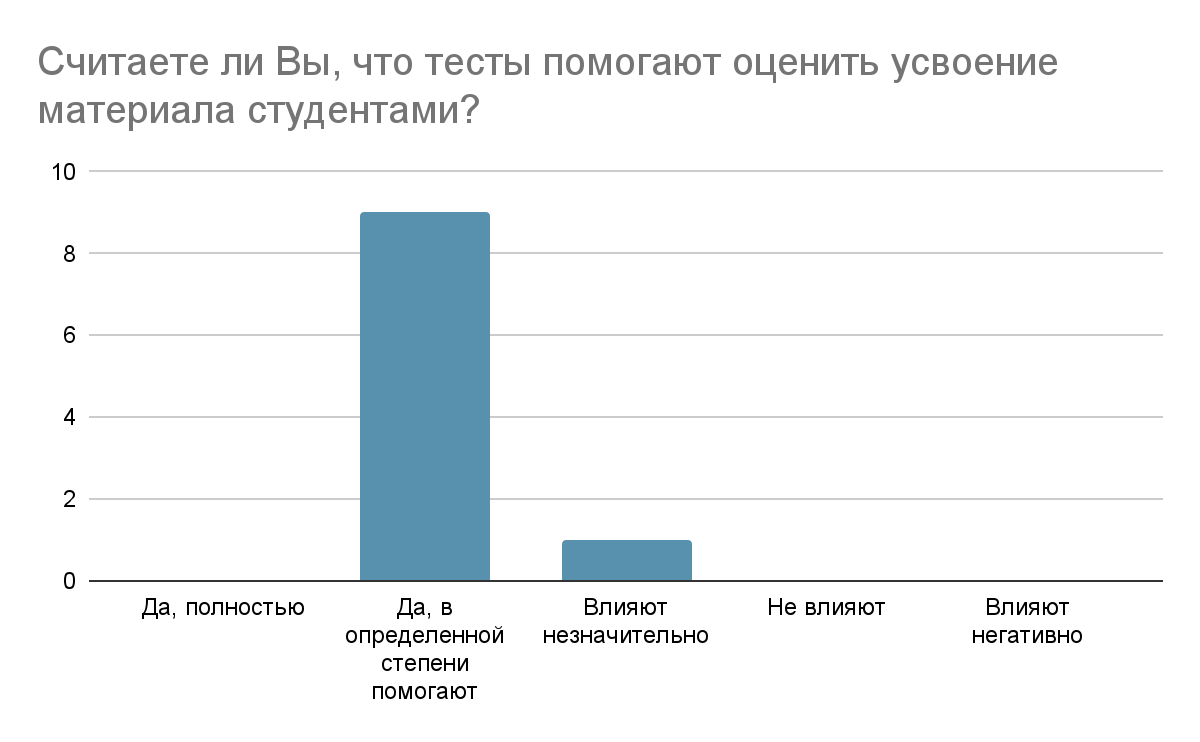 Считаете ли Вы, что тесты помогают оценить усвоение
материала студентами?
10
8
6
4
2
0
Да, полностью
Да, в
определенной
степени
помогают
Влияют
незначительно
Не влияют
Влияют
негативно